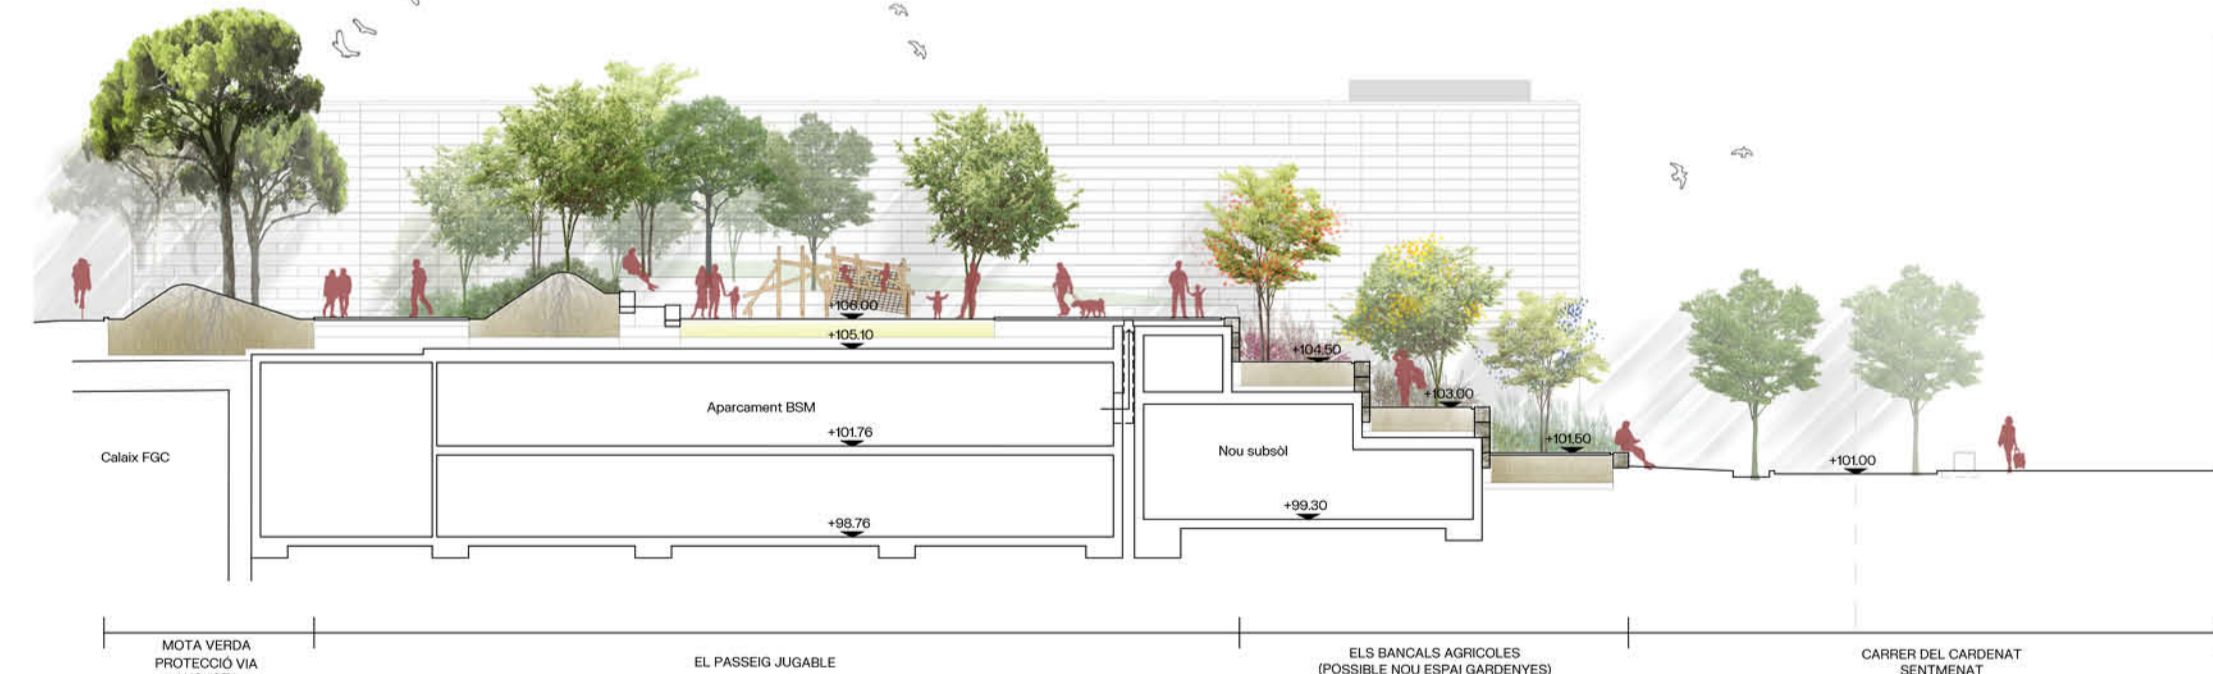 +106.00
+105.10
+104.50
+103.00
Aparcament BSM
+101.76
+101.50
Calaix FGC
Nou subsòl
+101.00
+99.30
+98.76
MOTA VERDA
PROTECCIÓ VIA
EL PASSEIG JUGABLE
ELS BANCALS AGRICOLES
(POSSIBLE NOU ESPAI GARDENYES)
CARRER DEL CARDENAT
SENTMENAT